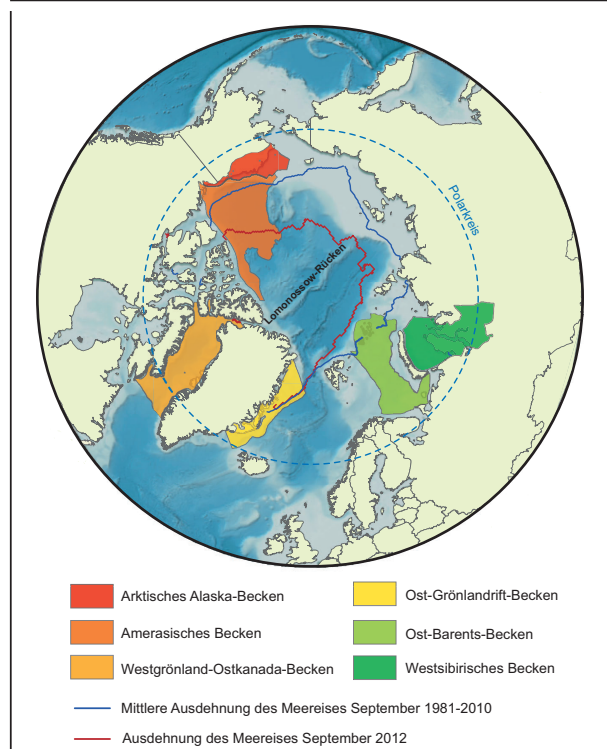 Polarkreis
Lomonossow-Rücken
Arktisches Alaska-Becken
Ost-Grönlandrift-Becken
Amerasisches Becken
Ost-Barents-Becken
Westgrönland-Ostkanada-Becken
Westsibirisches Becken
Mittlere Ausdehnung des Meereises September 1981-2010
Ausdehnung des Meereises September 2012